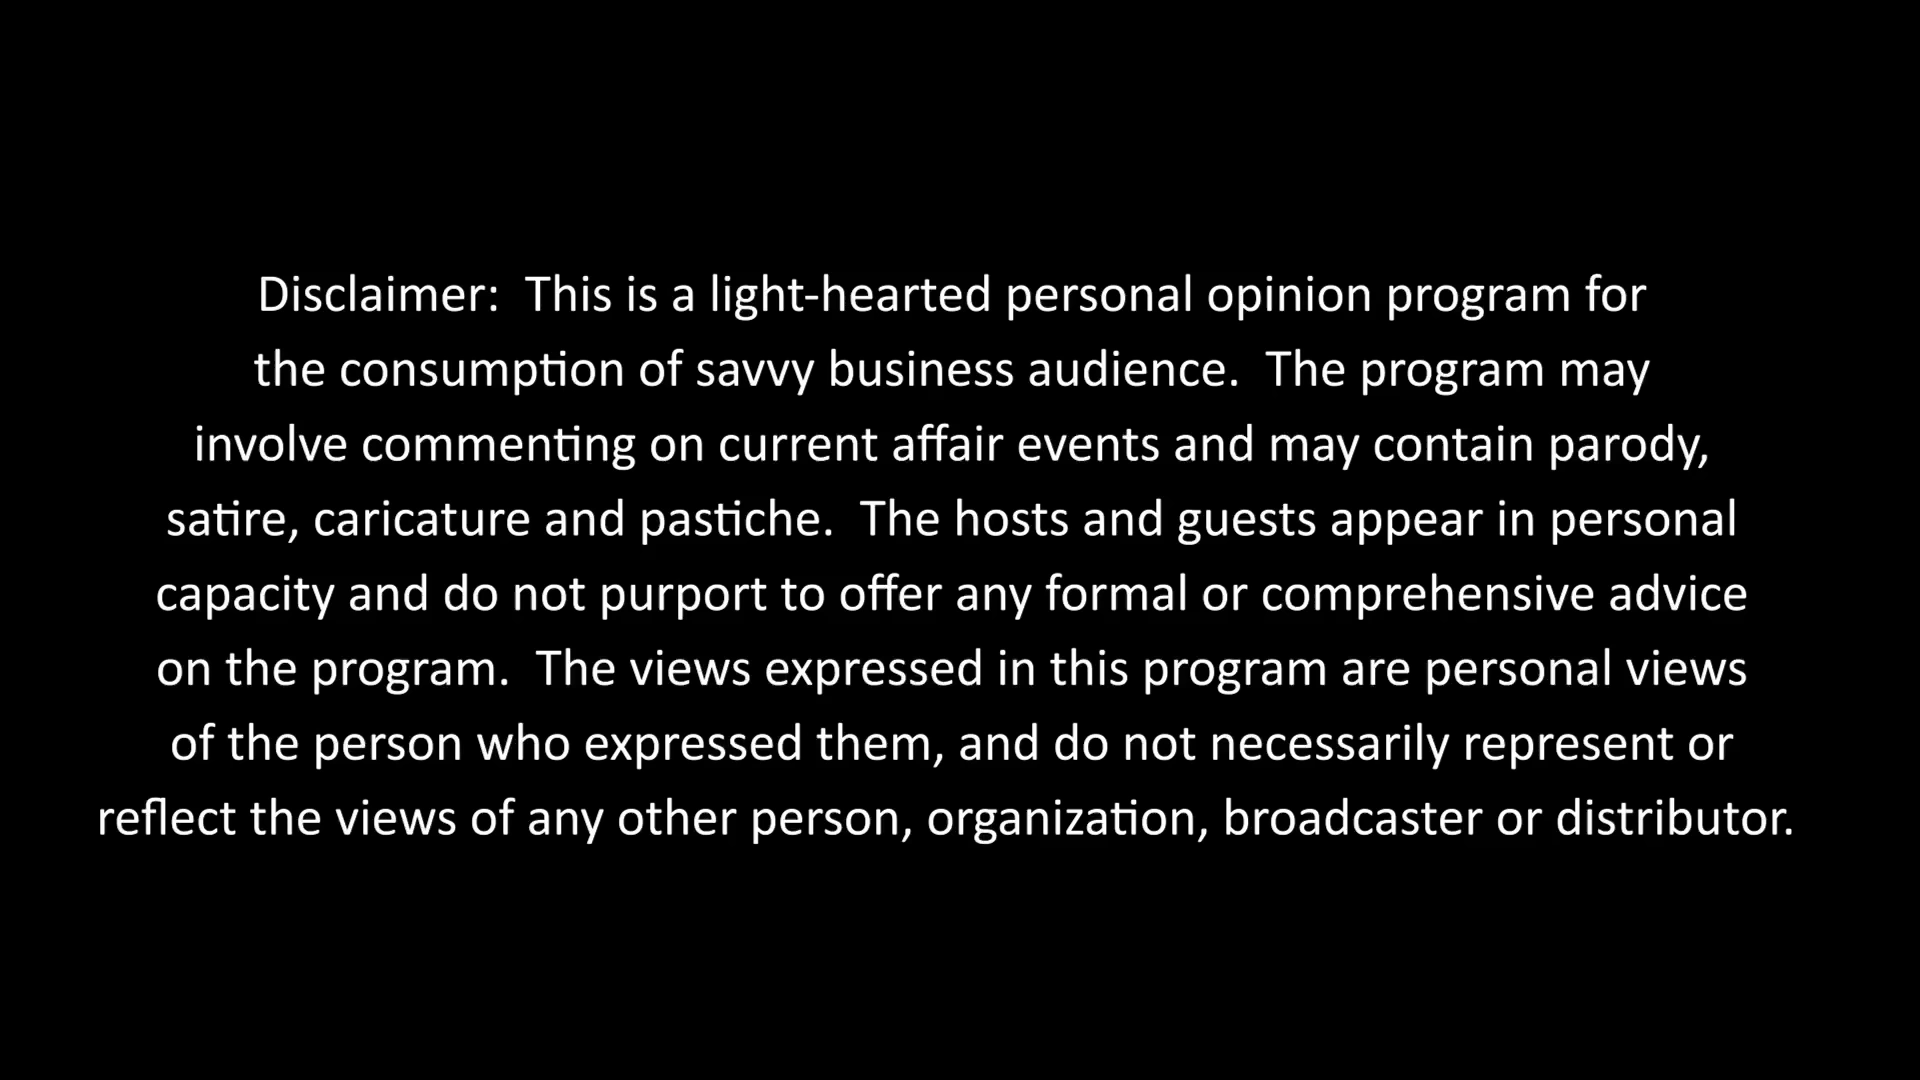 Disclaimer:  This is a light-hearted personal opinion program for
the consumption of savvy business audience.  The program may
involve commenting on current affair events and may contain parody,
satire, caricature and pastiche.  The hosts and guests appear in personal
capacity and do not purport to offer any formal or comprehensive advice
on the program.  The views expressed in this program are personal views
of the person who expressed them, and do not necessarily represent or
reflect the views of any other person, organization, broadcaster or distributor.